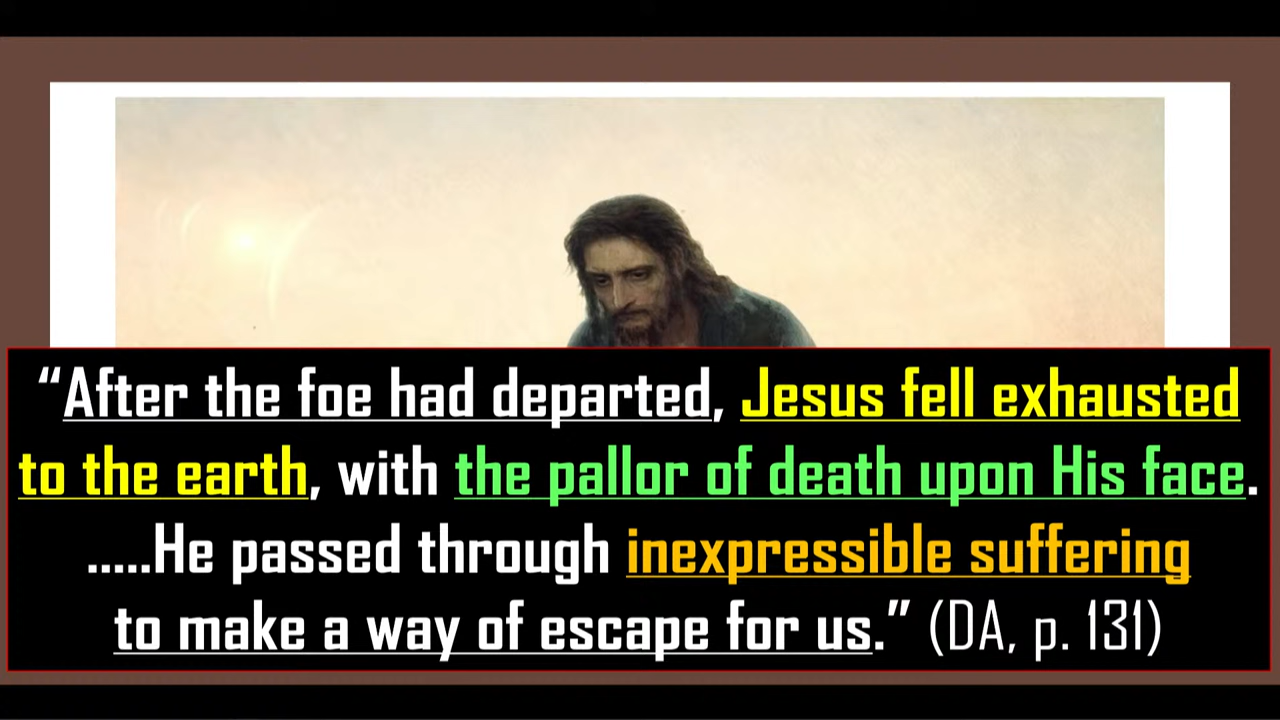 “After the foe had departed, Jesus fell exhausted
to the earth, with the pallor of death upon His face.
.....He passed through inexpressible suffering
to make a way of escape for us.” (DA, p. 131)